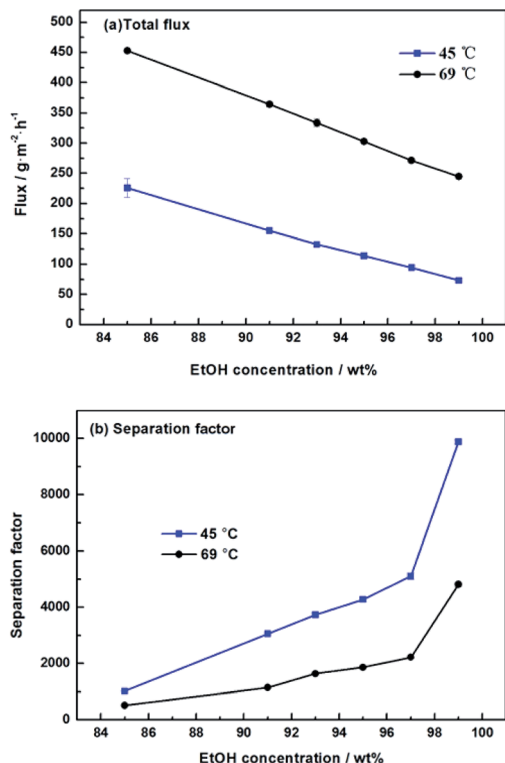 (a)Total flux
45 ℃
69 ℃
Flux / g·m-2·h-1
500
450
400
350
300
250
200
150
100
50
0
84 86 88 90 92 94 96 98 100
EtOH concentration / wt%
(b) Separation factor
45 °C
69 °C
Separation factor
10000
8000
6000
4000
2000
0
84 86 88 90 92 94 96 98 100
EtOH concentration / wt%